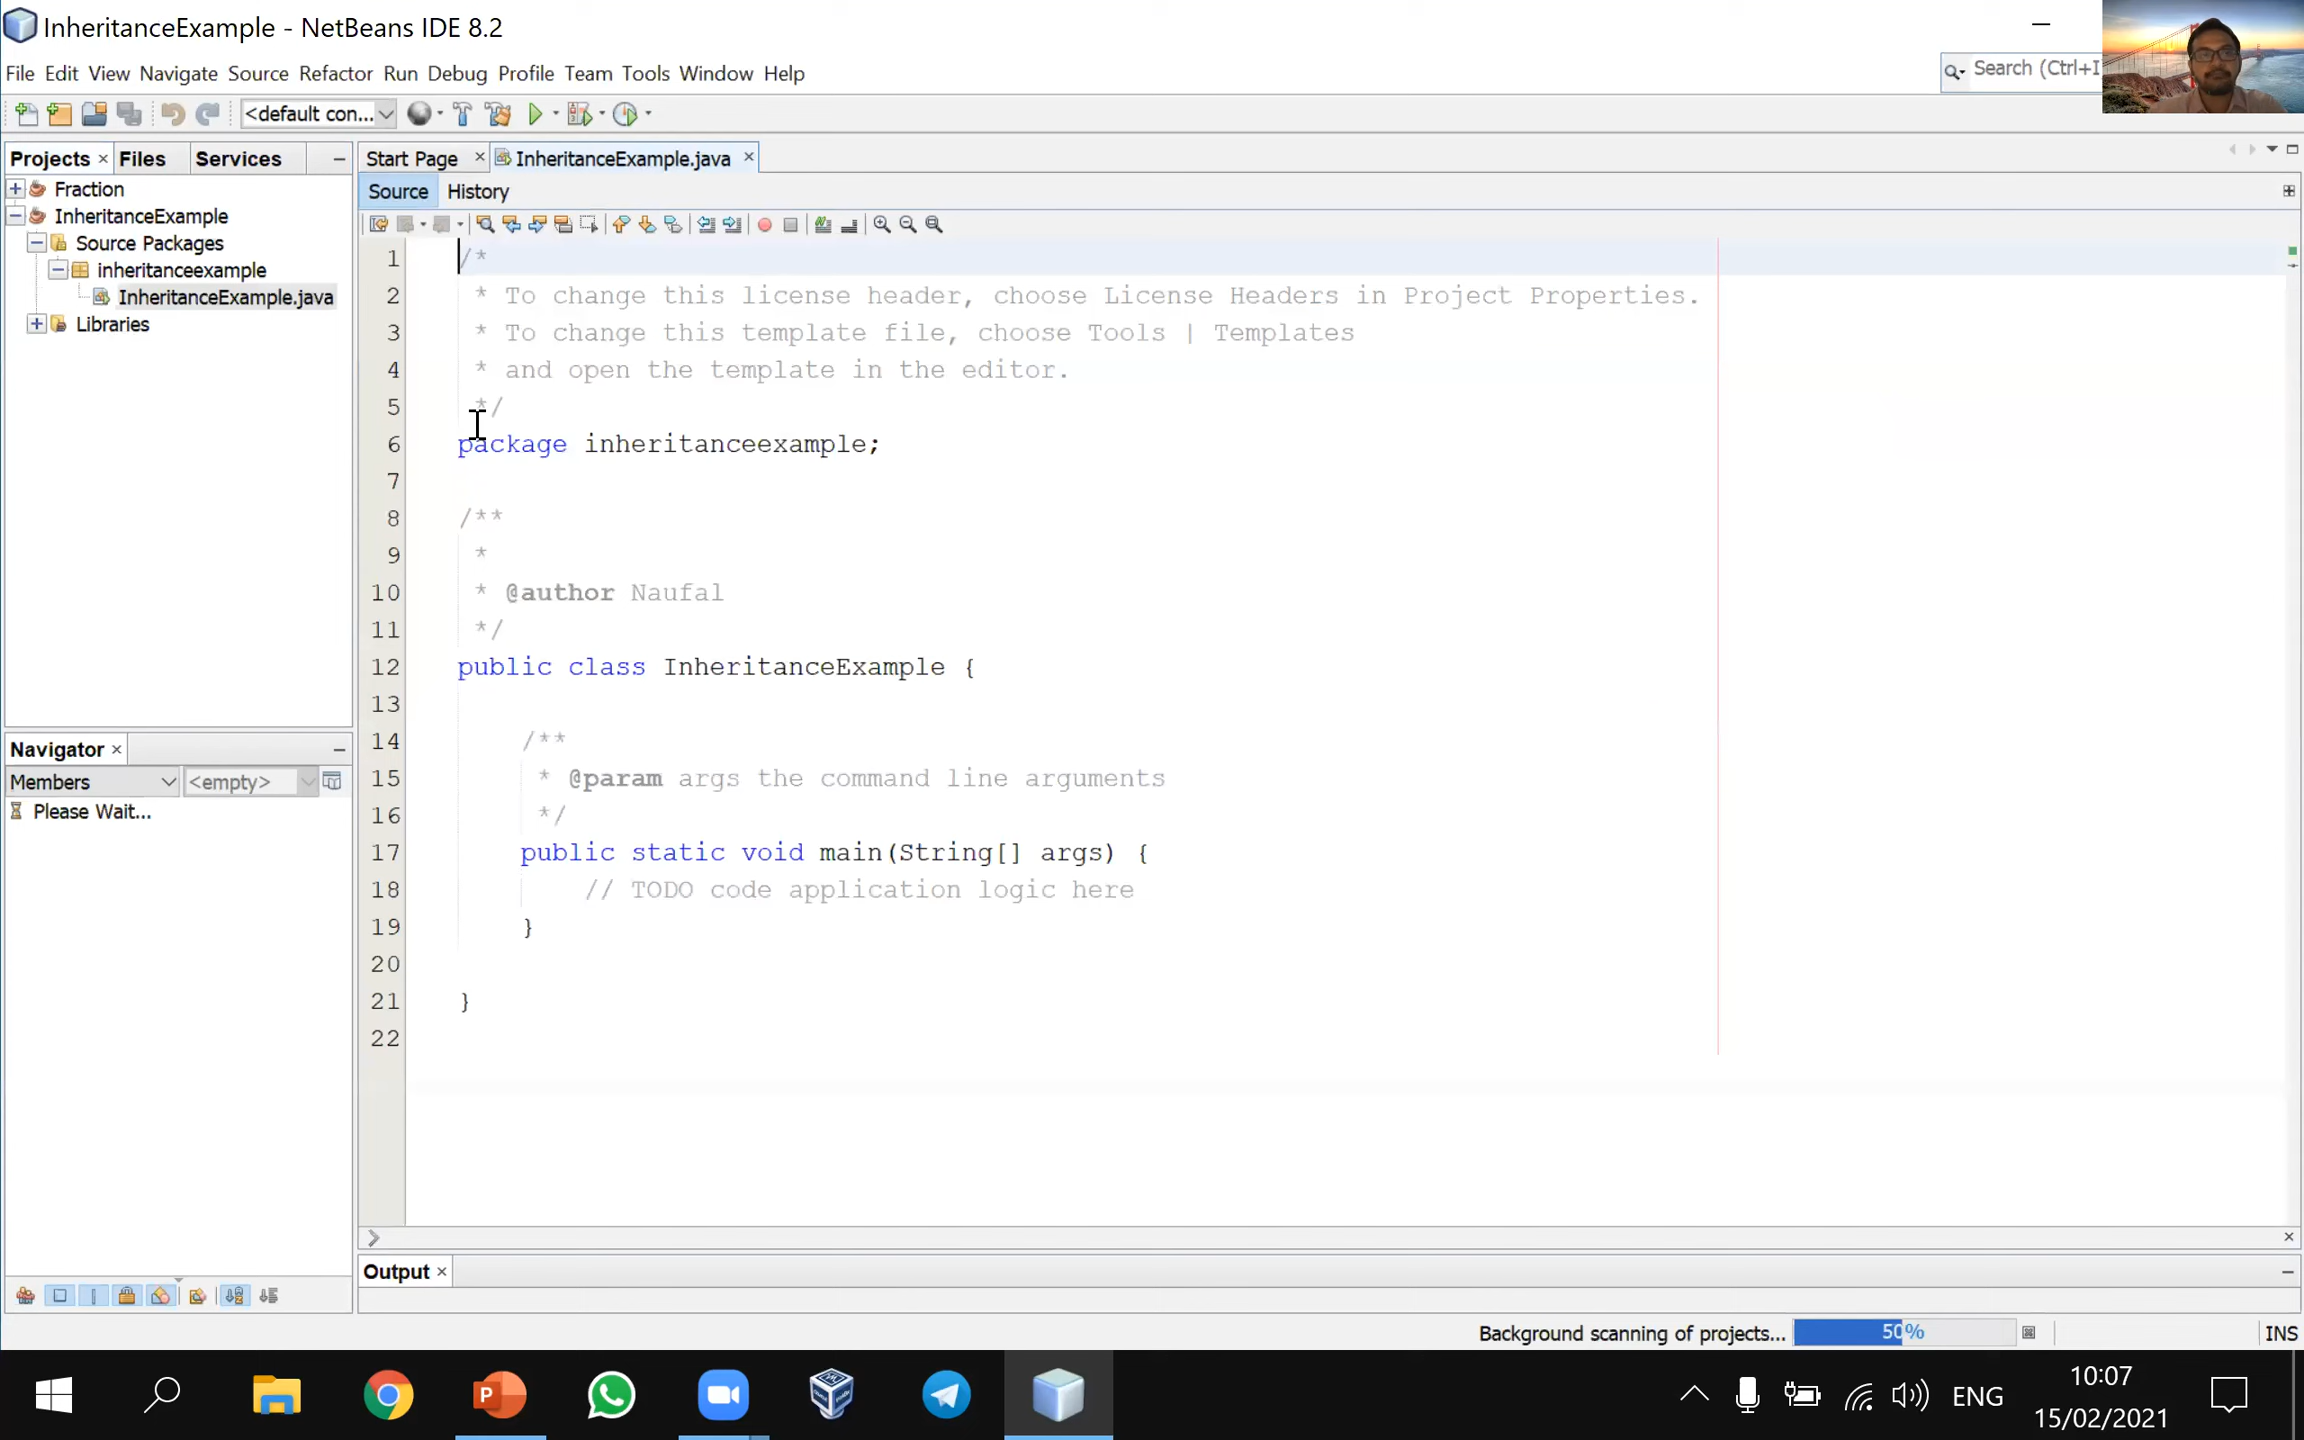 InheritanceExample - NetBeans IDE 8.2
File Edit View Navigate Source Refactor Run Debug Profile Team Tools Window Help
Search (Ctrl+I
<default con...
Projects Files Services
Start Page InheritanceExample.java
Source History
Fraction
InheritanceExample
Source Packages
inheritanceexample
InheritanceExample.java
Libraries
1 /*
2 * To change this license header, choose License Headers in Project Properties.
3 * To change this template file, choose Tools | Templates
4 * and open the template in the editor.
5 */
6 package inheritanceexample;
7
8 /**
9 *
10 * @author Naufal
11 */
12 public class InheritanceExample {
13
14 /**
15 * @param args the command line arguments
16 */
17 public static void main(String[] args) {
18 // TODO code application logic here
19 }
20
21 }
22
Navigator
Members <empty>
Please Wait...
Output
Background scanning of projects... 50% INS
ENG
10:07
15/02/2021